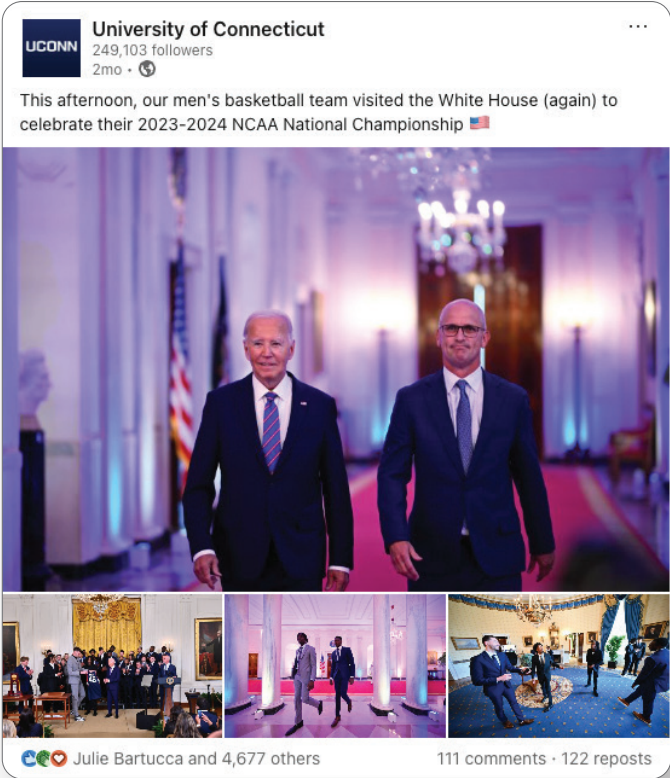 UCONN
University of Connecticut
249,103 followers
2mo •
This afternoon, our men's basketball team visited the White House (again) to
celebrate their 2023-2024 NCAA National Championship 🇺🇸
Julie Bartucca and 4,677 others
111 comments · 122 reposts